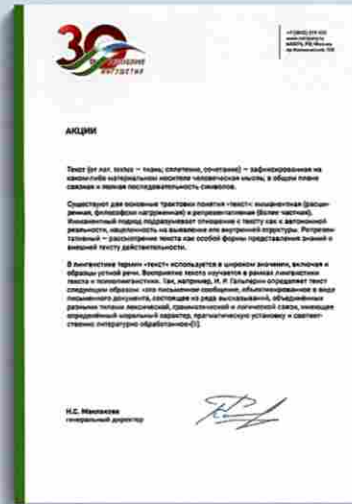 30
ИНГУШЕТИЯ
АКЦИИ
Текст (от лат. textus — ткань; сплетение, сочетание) — зафиксированная на
каком-либо материальном носителе человеческая мысль; в общем плане
связная и полная последовательность символов.
Существуют две основные трактовки понятия «текст»: имманентная (расши-
ренная, философски нагруженная) и репрезентативная (более частная).
Имманентный подход подразумевает отношение к тексту как к автономной
реальности, нацеленность на выявление его внутренней структуры. Репрезен-
тативный — рассмотрение текста как особой формы представления знаний о
внешней тексту действительности.
В лингвистике термин «текст» используется в широком значении, включая и
образцы устной речи. Восприятие текста изучается в рамках лингвистики
текста и психолингвистики. Так, например, И. Р. Гальперин определяет текст
следующим образом: «это письменное сообщение, объективированное в виде
письменного документа, состоящее из ряда высказываний, объединённых
разными типами лексической, грамматической и логической связи, имеющее
определённый моральный характер, прагматическую установку и соответ-
ственно литературно обработанное»[1].
Н.С. Маклакова
генеральный директор